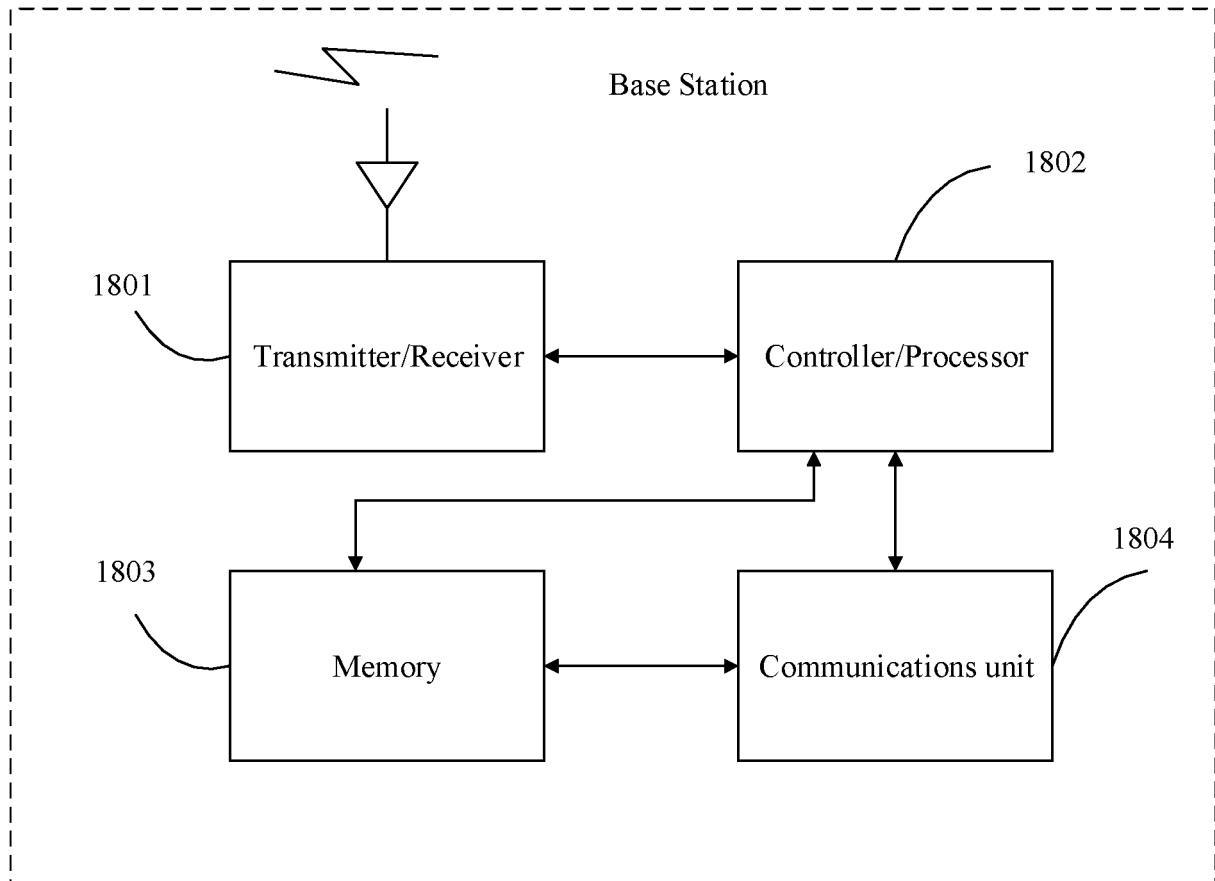 Base Station
1802
1801
Transmitter/Receiver
Controller/Processor
1803
1804
Memory
Communications unit